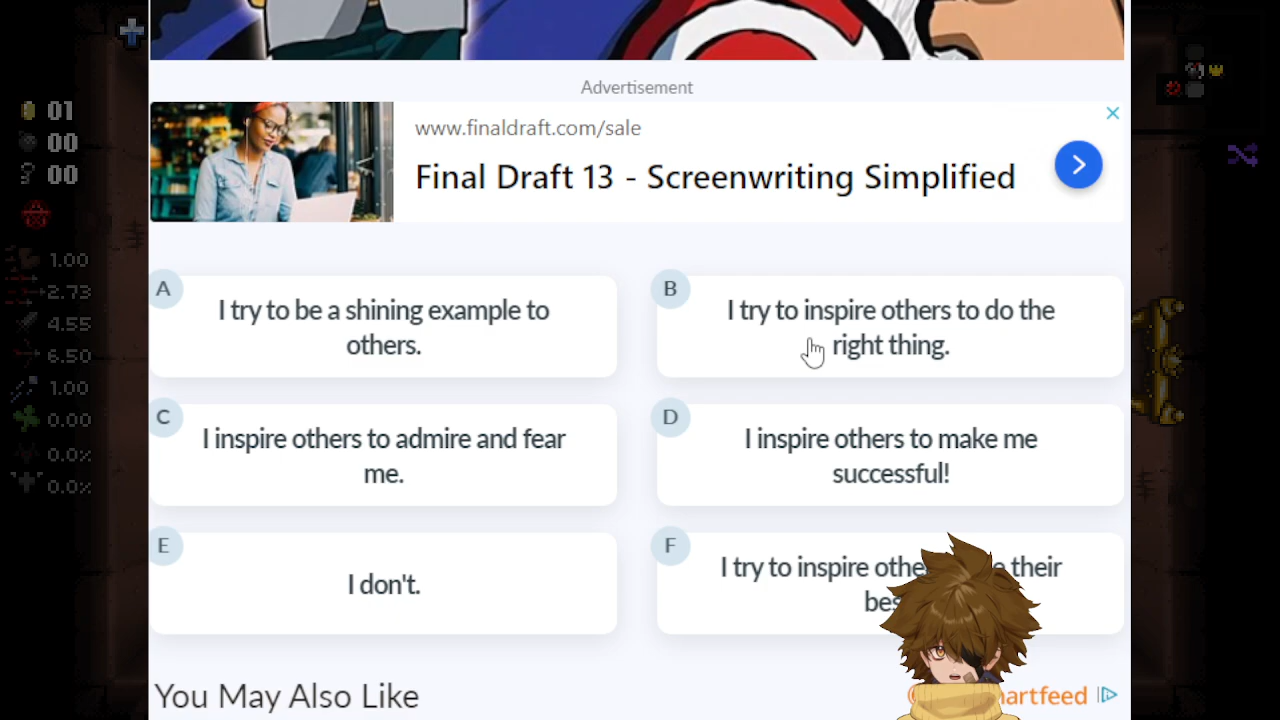 Advertisement
www.finaldraft.com/sale
Final Draft 13 - Screenwriting Simplified
01
00
00
1.00
+2.73
4.55
6.50
1.00
0.00
0.0%
0.0%
A
I try to be a shining example to
others.
B
I try to inspire others to do the
right thing.
C
I inspire others to admire and fear
me.
D
I inspire others to make me
successful!
E
I don't.
F
I try to inspire their
You May Also Like